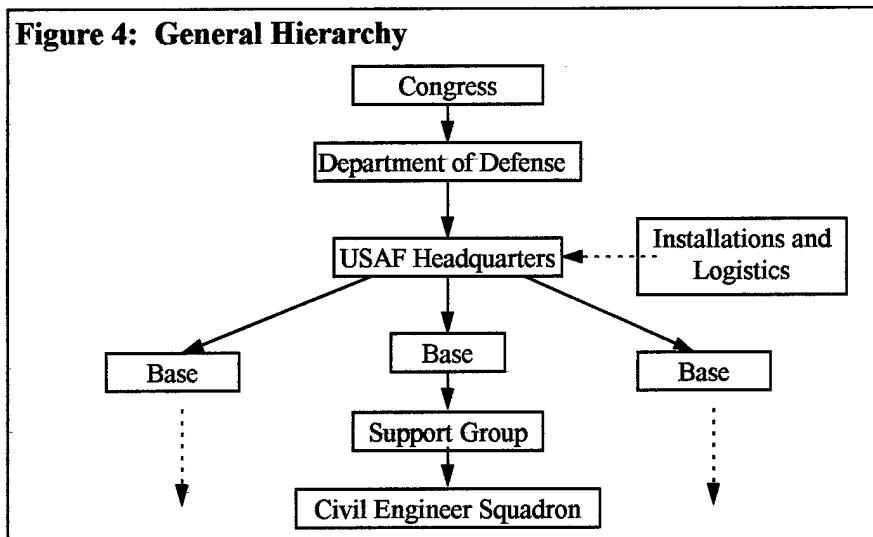 Figure 4: General Hierarchy
Congress
Department of Defense
USAF Headquarters
Installations and
Logistics
Base
Base
Base
Support Group
Civil Engineer Squadron